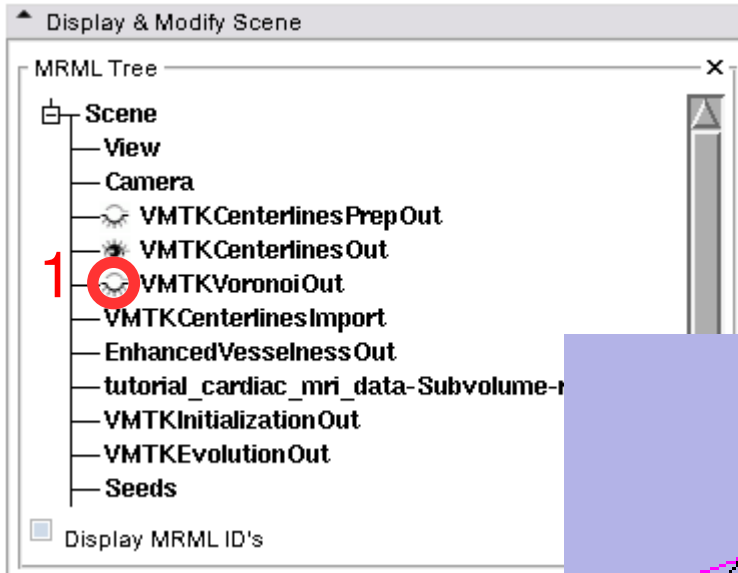 Display & Modify Scene
MRML Tree
Scene
View
Camera
VMTKCenterlinesPrepOut
VMTKCenterlinesOut
1
VMTKVoronoiOut
VMTKCenterlinesImport
EnhancedVesselnessOut
tutorial_cardiac_mri_data-Subvolume-r
VMTKInitializationOut
VMTKEvolutionOut
Seeds
Display MRML ID's